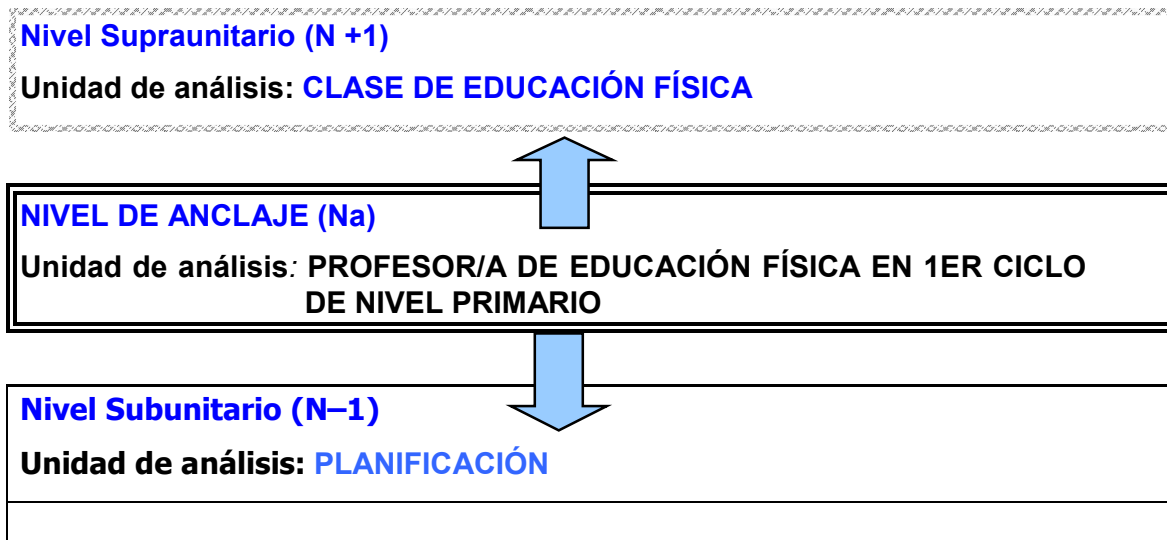 Nivel Supraunitario (N +1)
Unidad de análisis: CLASE DE EDUCACIÓN FÍSICA
NIVEL DE ANCLAJE (Na)
Unidad de análisis: PROFESOR/A DE EDUCACIÓN FÍSICA EN 1ER CICLO
DE NIVEL PRIMARIO
Nivel Subunitario (N–1)
Unidad de análisis: PLANIFICACIÓN